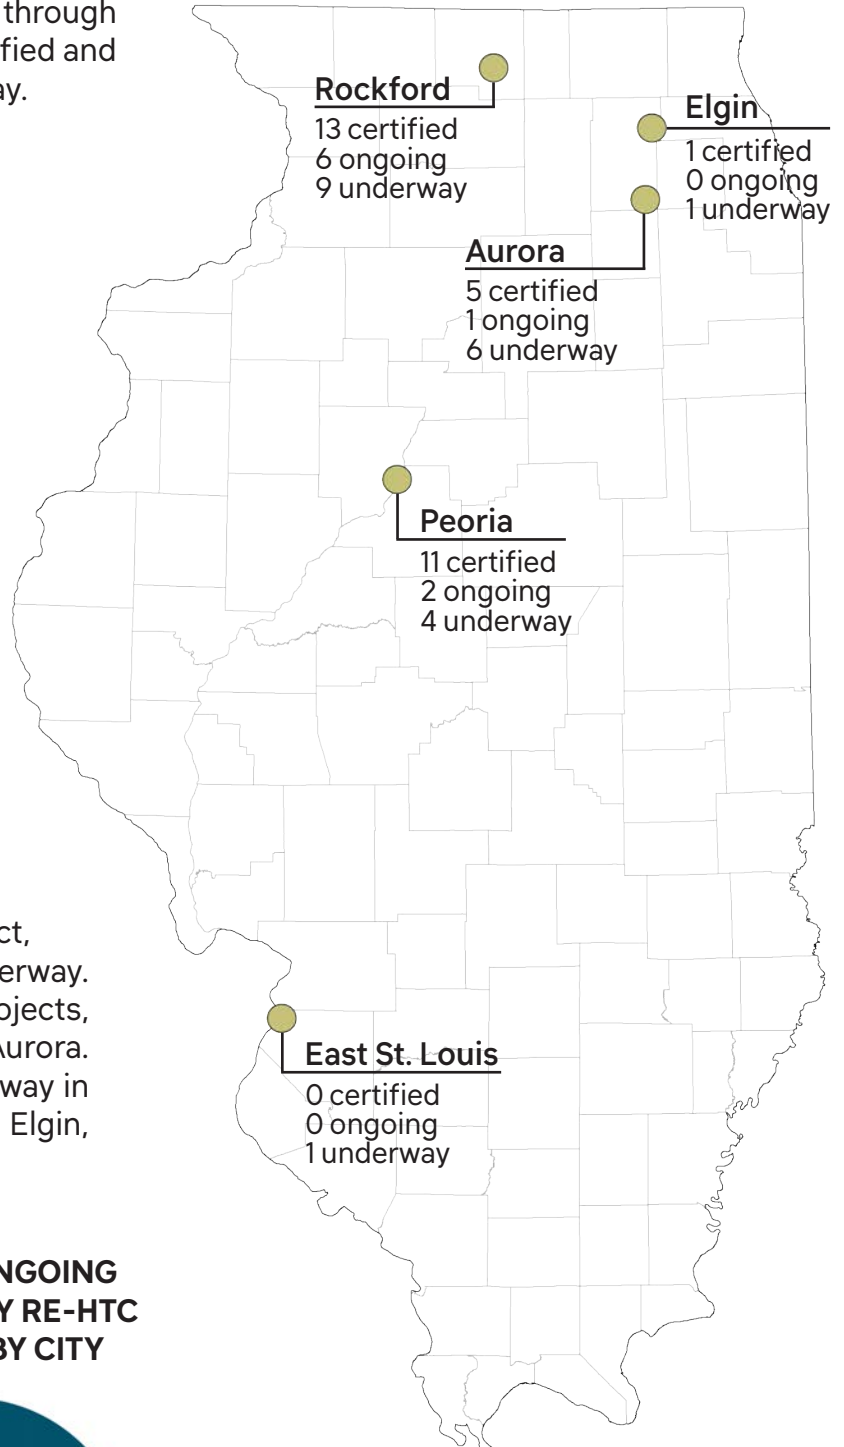 through
fied and
ay.
Rockford
13 certified
6 ongoing
9 underway
Elgin
1 certified
0 ongoing
1 underway
Aurora
5 certified
1 ongoing
6 underway
Peoria
11 certified
2 ongoing
4 underway
ct,
erway.
ojects,
Aurora.
way in
Elgin,
East St. Louis
0 certified
0 ongoing
1 underway
NGOING
Y RE-HTC
BY CITY